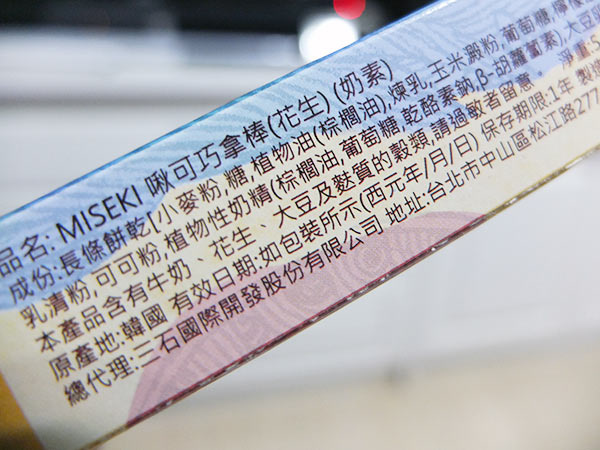 品名: MISEKI 啾可巧拿棒(花生) (奶素)
成份:長條餅乾[小麥粉,糖,植物油(棕櫚油),煉乳,玉米澱粉,葡萄糖,檸檬
乳清粉,可可粉,植物性奶精(棕櫚油,葡萄糖,乾酪素鈉,β-胡蘿蔔素),大豆
本產品含有牛奶、花生、大豆及麩質的穀類,請過敏者留意。 淨重:5
原產地:韓國 有效日期:如包裝所示(西元年/月/日) 保存期限:1年 製造
總代理:三石國際開發股份有限公司 地址:台北市中山區松江路277